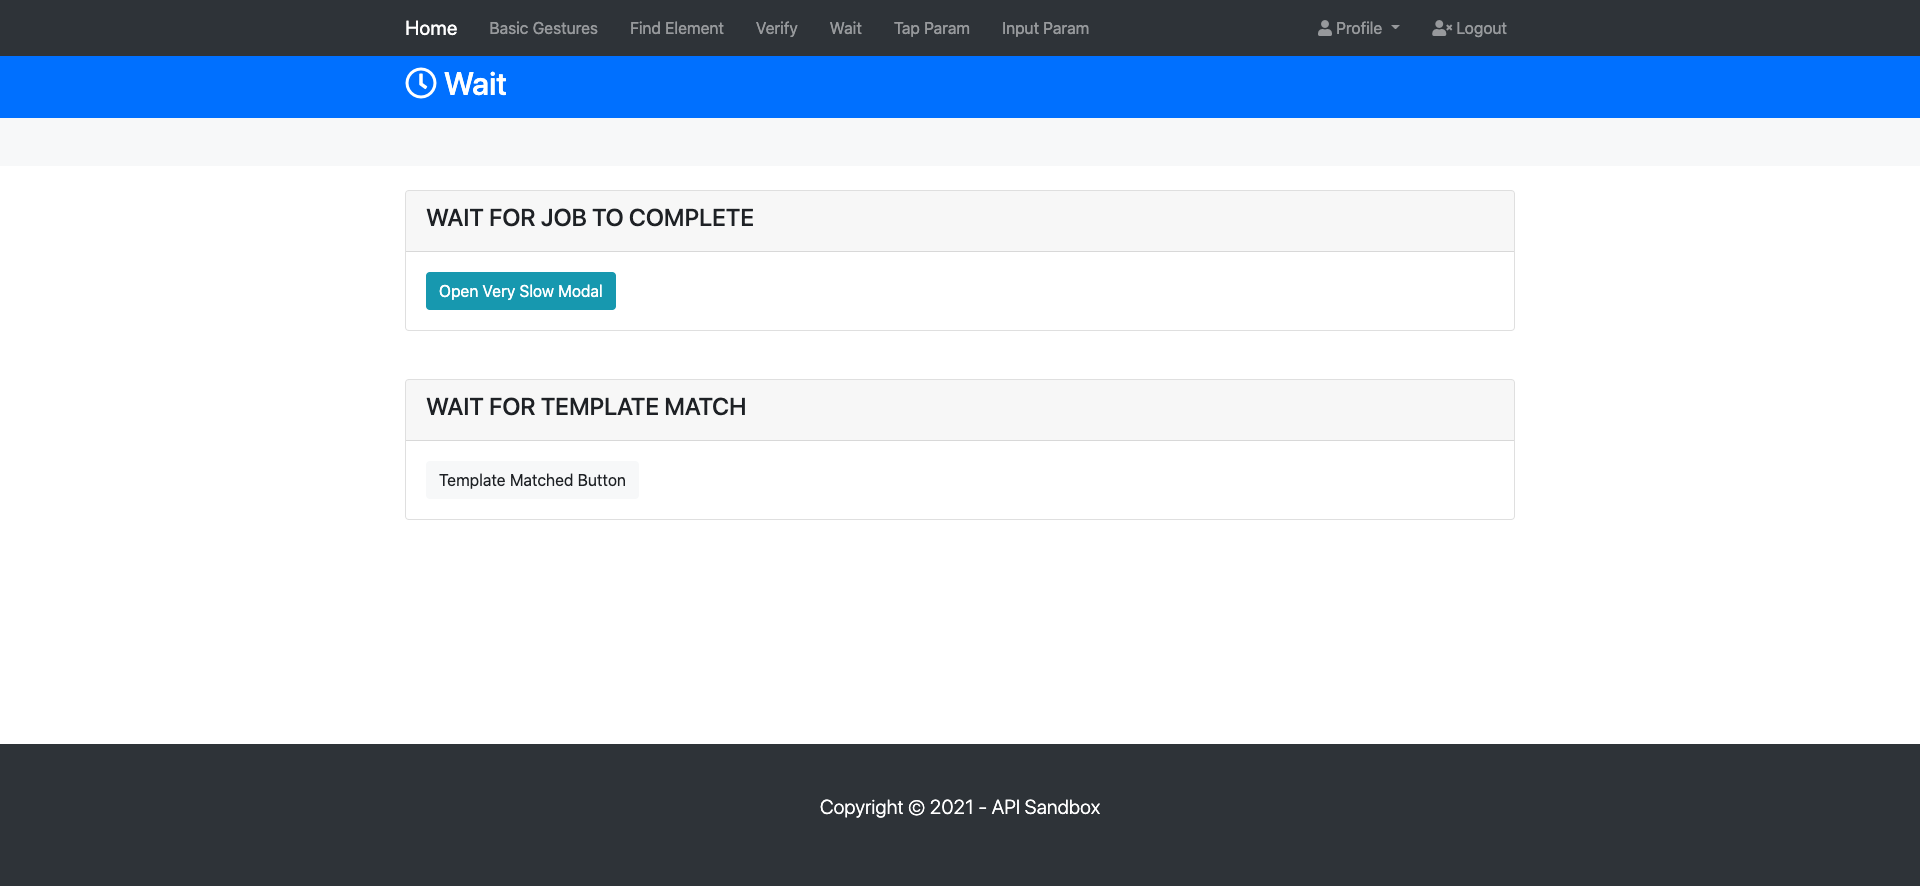 Home Basic Gestures Find Element Verify Wait Tap Param Input Param Profile Logout
Wait
WAIT FOR JOB TO COMPLETE
Open Very Slow Modal
WAIT FOR TEMPLATE MATCH
Template Matched Button
Copyright © 2021 - API Sandbox